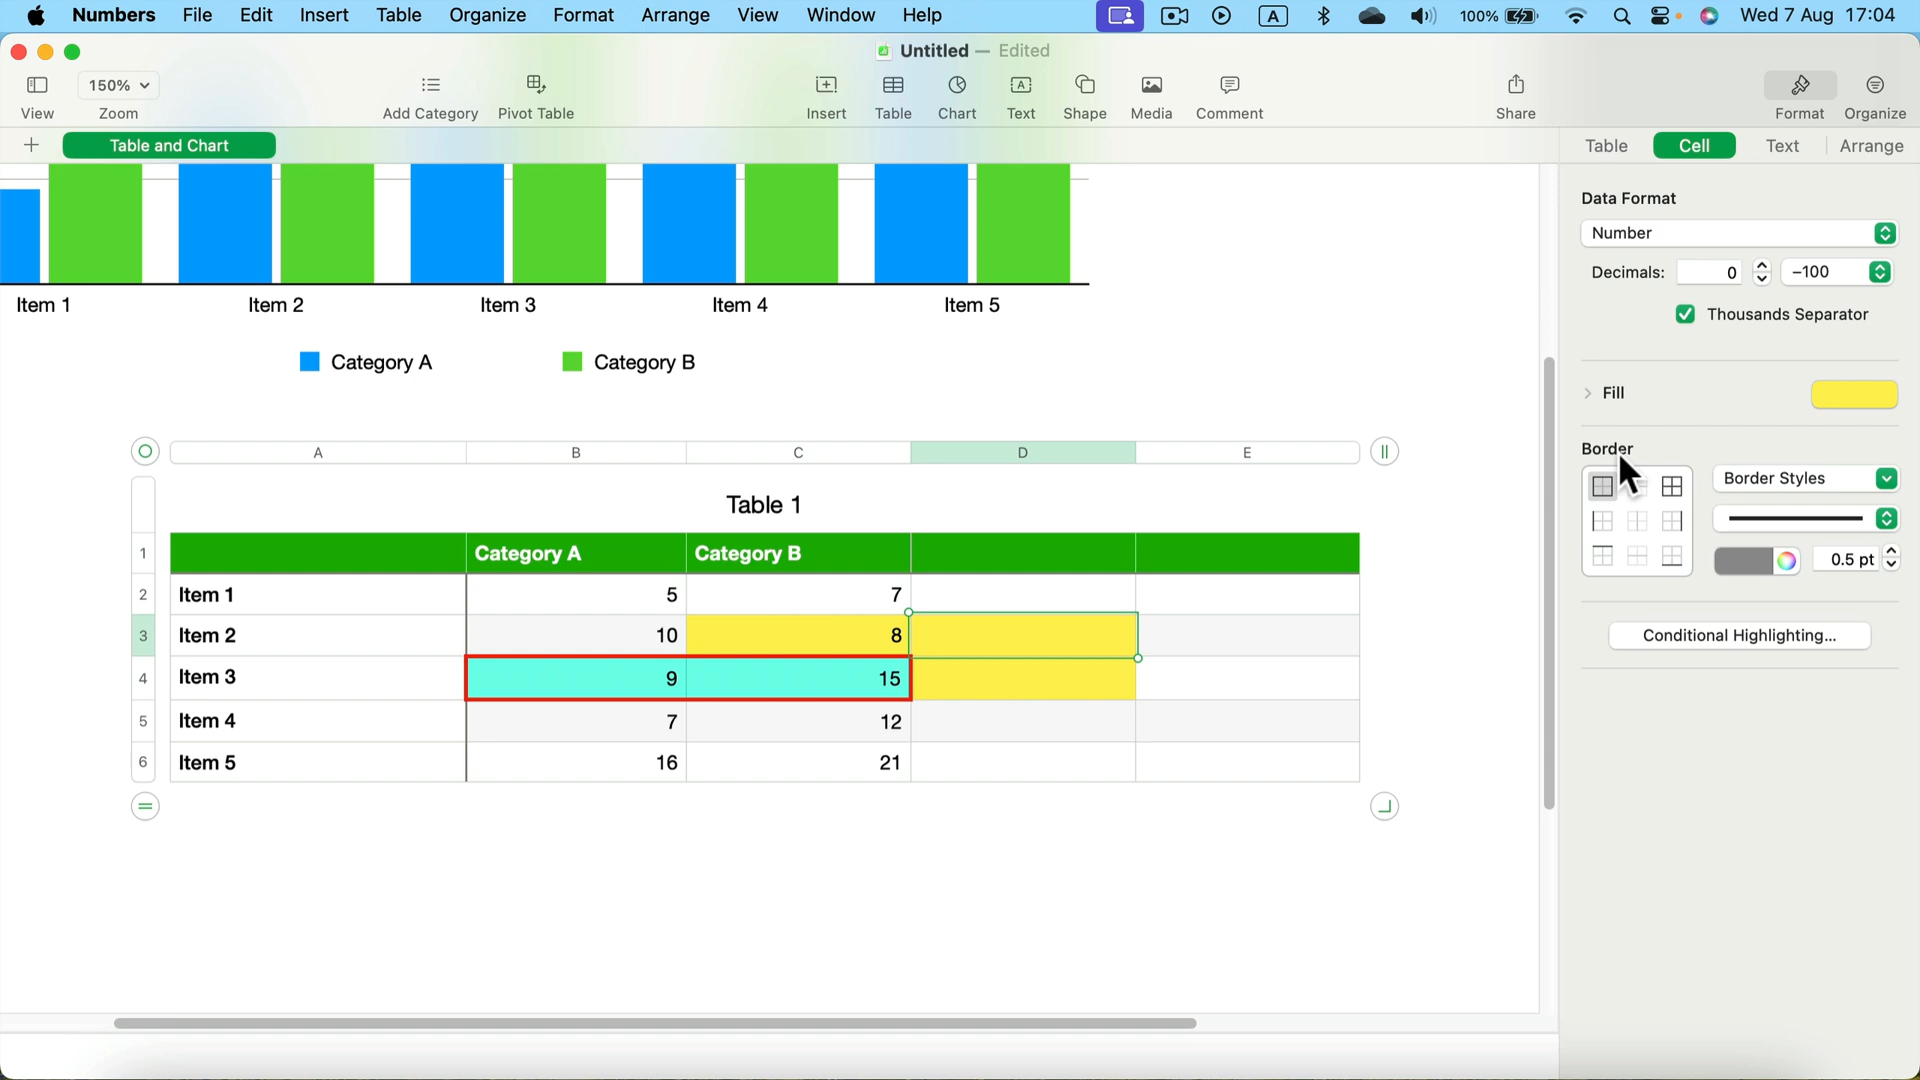 Numbers File Edit Insert Table Organize Format Arrange View Window Help A 100% Wed 7 Aug 17:04
Untitled — Edited
150%
View Zoom Add Category Pivot Table Insert Table Chart Text Shape Media Comment Share Format Organize
Table and Chart
Table Cell Text Arrange
Data Format
Number
Decimals: 0 -100
Thousands Separator
Fill
Border
Border Styles
0.5 pt
Conditional Highlighting...
Item 1 Item 2 Item 3 Item 4 Item 5
Category A Category B
A B C D E
Table 1
1 Category A Category B
2 Item 1 5 7
3 Item 2 10 8
4 Item 3 9 15
5 Item 4 7 12
6 Item 5 16 21